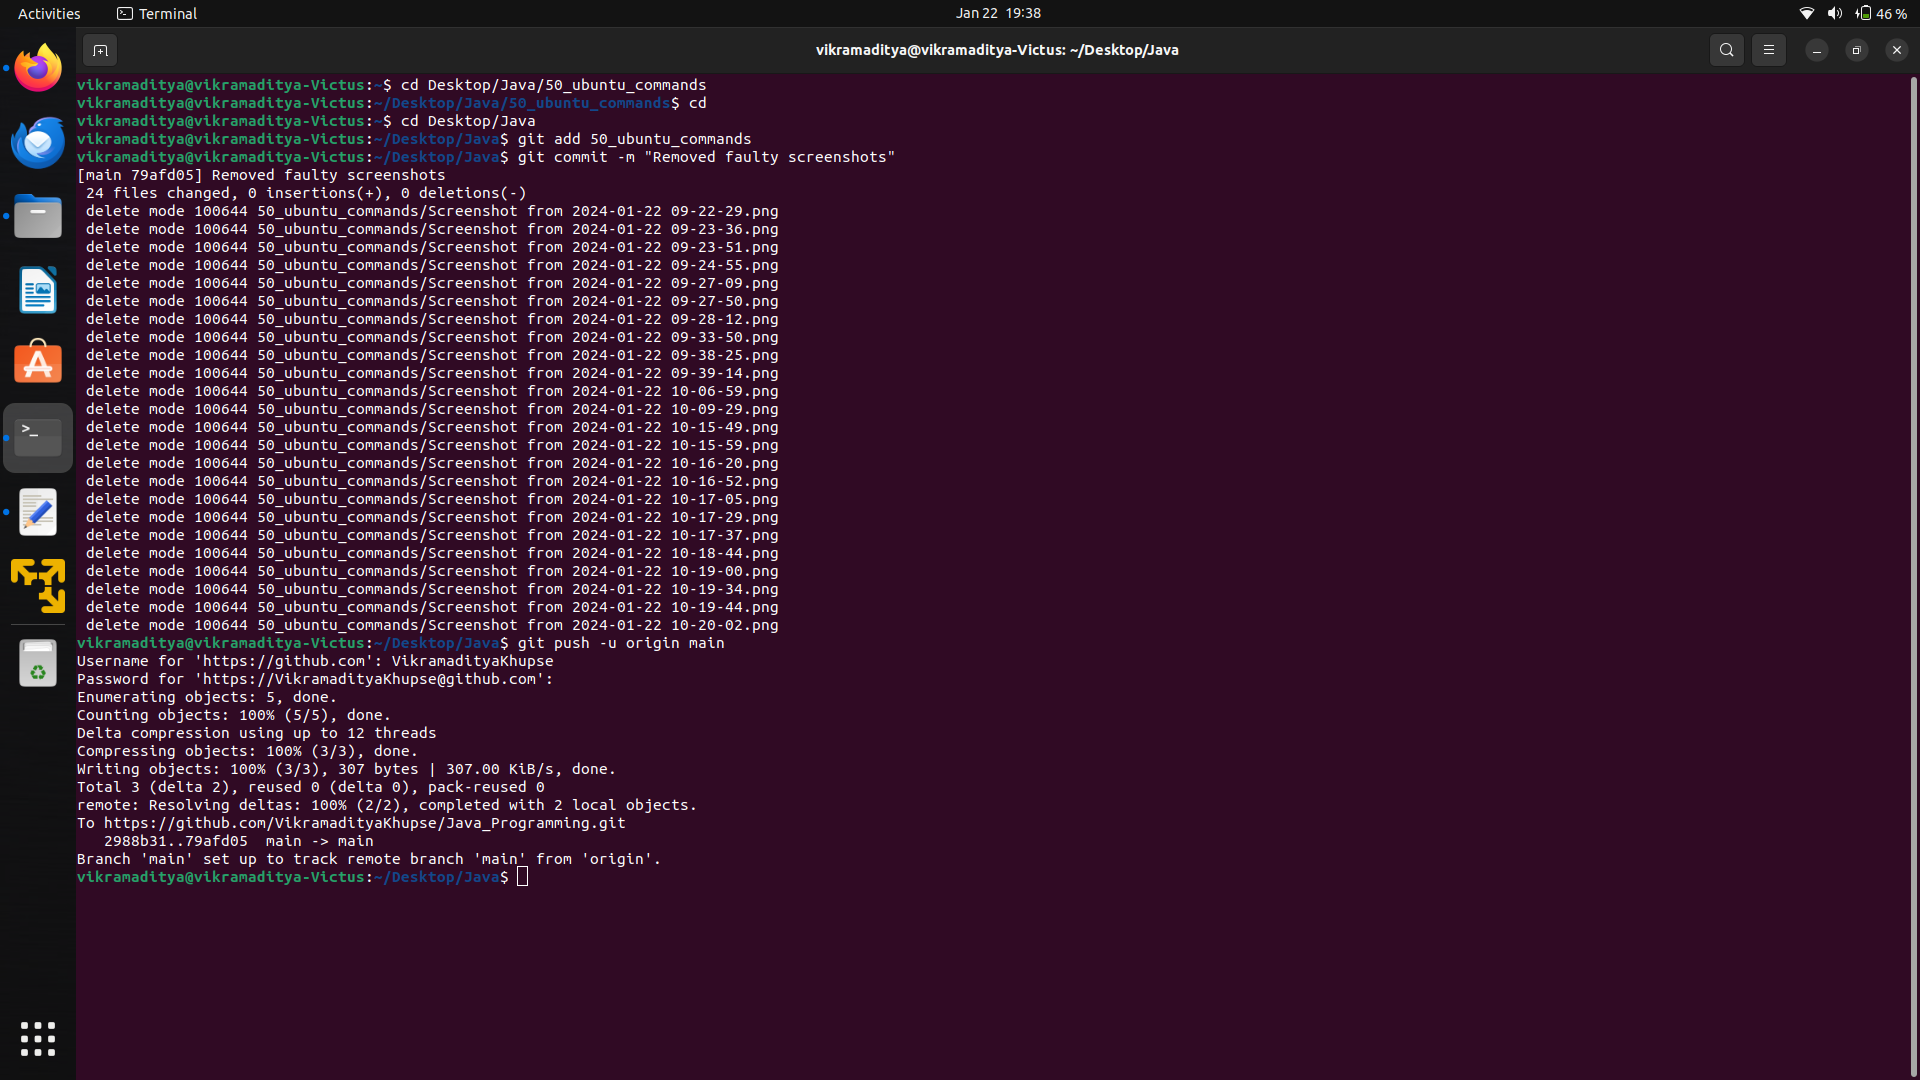 Activities
Terminal
Jan 22 19:38
46 %
vikramaditya@vikramaditya-Victus: ~/Desktop/Java
vikramaditya@vikramaditya-Victus:~$ cd Desktop/Java/50_ubuntu_commands
vikramaditya@vikramaditya-Victus:~/Desktop/Java/50_ubuntu_commands$ cd
vikramaditya@vikramaditya-Victus:~$ cd Desktop/Java
vikramaditya@vikramaditya-Victus:~/Desktop/Java$ git add 50_ubuntu_commands
vikramaditya@vikramaditya-Victus:~/Desktop/Java$ git commit -m "Removed faulty screenshots"
[main 79afd05] Removed faulty screenshots
 24 files changed, 0 insertions(+), 0 deletions(-)
 delete mode 100644 50_ubuntu_commands/Screenshot from 2024-01-22 09-22-29.png
 delete mode 100644 50_ubuntu_commands/Screenshot from 2024-01-22 09-23-36.png
 delete mode 100644 50_ubuntu_commands/Screenshot from 2024-01-22 09-23-51.png
 delete mode 100644 50_ubuntu_commands/Screenshot from 2024-01-22 09-24-55.png
 delete mode 100644 50_ubuntu_commands/Screenshot from 2024-01-22 09-27-09.png
 delete mode 100644 50_ubuntu_commands/Screenshot from 2024-01-22 09-27-50.png
 delete mode 100644 50_ubuntu_commands/Screenshot from 2024-01-22 09-28-12.png
 delete mode 100644 50_ubuntu_commands/Screenshot from 2024-01-22 09-33-50.png
 delete mode 100644 50_ubuntu_commands/Screenshot from 2024-01-22 09-38-25.png
 delete mode 100644 50_ubuntu_commands/Screenshot from 2024-01-22 09-39-14.png
 delete mode 100644 50_ubuntu_commands/Screenshot from 2024-01-22 10-06-59.png
 delete mode 100644 50_ubuntu_commands/Screenshot from 2024-01-22 10-09-29.png
 delete mode 100644 50_ubuntu_commands/Screenshot from 2024-01-22 10-15-49.png
 delete mode 100644 50_ubuntu_commands/Screenshot from 2024-01-22 10-15-59.png
 delete mode 100644 50_ubuntu_commands/Screenshot from 2024-01-22 10-16-20.png
 delete mode 100644 50_ubuntu_commands/Screenshot from 2024-01-22 10-16-52.png
 delete mode 100644 50_ubuntu_commands/Screenshot from 2024-01-22 10-17-05.png
 delete mode 100644 50_ubuntu_commands/Screenshot from 2024-01-22 10-17-29.png
 delete mode 100644 50_ubuntu_commands/Screenshot from 2024-01-22 10-17-37.png
 delete mode 100644 50_ubuntu_commands/Screenshot from 2024-01-22 10-18-44.png
 delete mode 100644 50_ubuntu_commands/Screenshot from 2024-01-22 10-19-00.png
 delete mode 100644 50_ubuntu_commands/Screenshot from 2024-01-22 10-19-34.png
 delete mode 100644 50_ubuntu_commands/Screenshot from 2024-01-22 10-19-44.png
 delete mode 100644 50_ubuntu_commands/Screenshot from 2024-01-22 10-20-02.png
vikramaditya@vikramaditya-Victus:~/Desktop/Java$ git push -u origin main
Username for 'https://github.com': VikramadityaKhupse
Password for 'https://VikramadityaKhupse@github.com':
Enumerating objects: 5, done.
Counting objects: 100% (5/5), done.
Delta compression using up to 12 threads
Compressing objects: 100% (3/3), done.
Writing objects: 100% (3/3), 307 bytes | 307.00 KiB/s, done.
Total 3 (delta 2), reused 0 (delta 0), pack-reused 0
remote: Resolving deltas: 100% (2/2), completed with 2 local objects.
To https://github.com/VikramadityaKhupse/Java_Programming.git
   2988b31..79afd05  main -> main
Branch 'main' set up to track remote branch 'main' from 'origin'.
vikramaditya@vikramaditya-Victus:~/Desktop/Java$